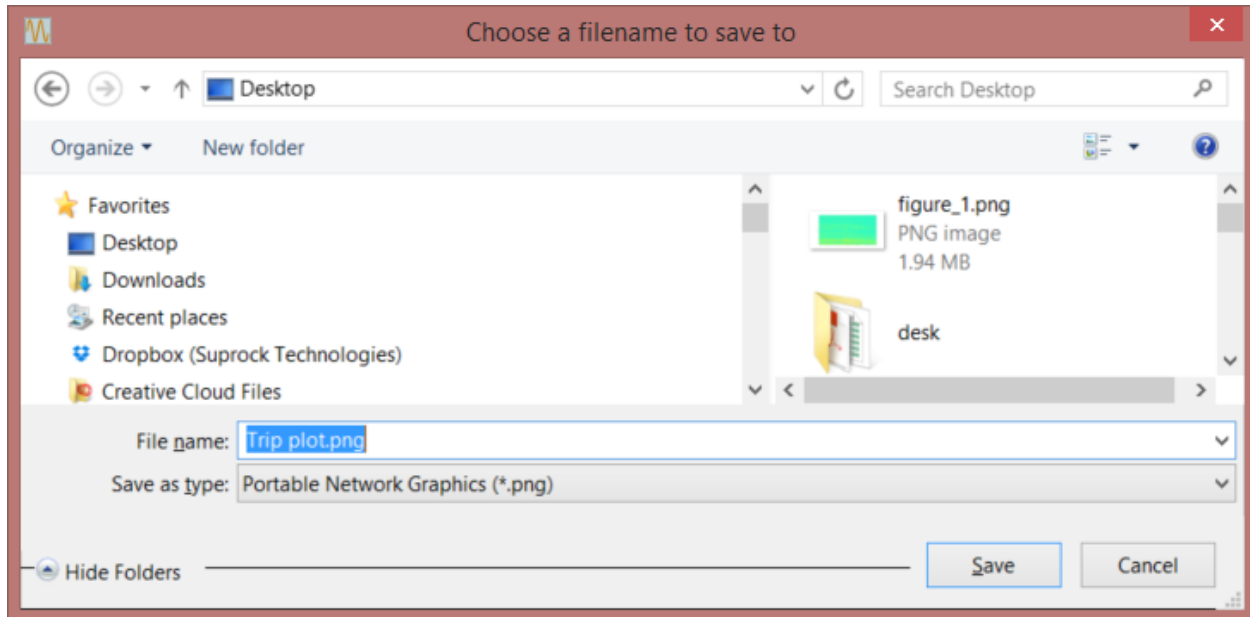 Choose a filename to save to
Desktop
Search Desktop
Organize
New folder
Favorites
Desktop
Downloads
Recent places
Dropbox (Suprock Technologies)
Creative Cloud Files
figure_1.png
PNG image
1.94 MB
desk
File name: Trip plot.png
Save as type: Portable Network Graphics (*.png)
Hide Folders
Save
Cancel